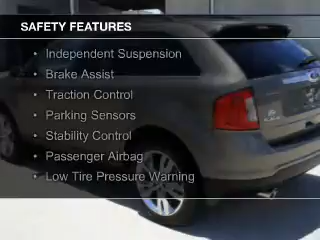 SAFETY FEATURES
• Independent Suspension
• Brake Assist
• Traction Control
• Parking Sensors
• Stability Control
• Passenger Airbag
• Low Tire Pressure Warning